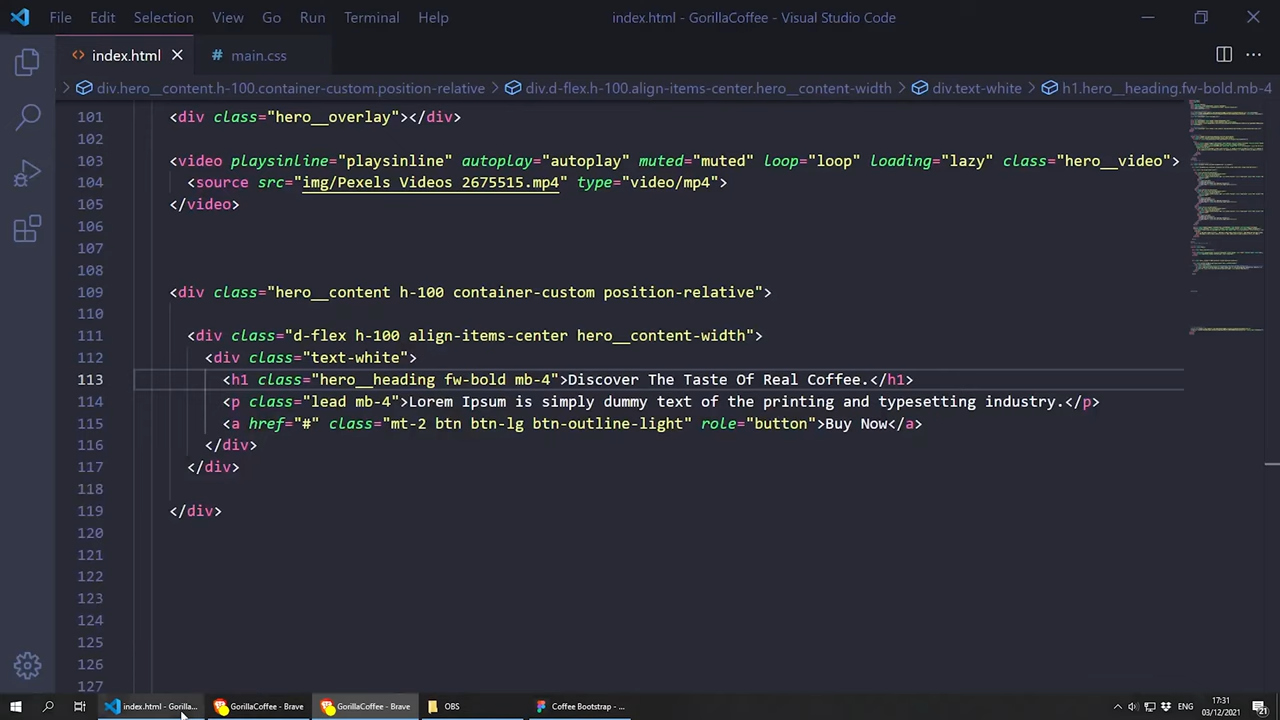 File Edit Selection View Go Run Terminal Help index.html - GorillaCoffee - Visual Studio Code
index.html # main.css
div.hero__content.h-100.container-custom.position-relative div.d-flex.h-100.align-items-center.hero__content-width div.text-white h1.hero__heading.fw-bold.mb-4
101 <div class="hero__overlay"></div>
102
103 <video playsinline="playsinline" autoplay="autoplay" muted="muted" loop="loop" loading="lazy" class="hero__video">
104 <source src="img/Pexels Videos 2675515.mp4" type="video/mp4">
105 </video>
106
107
108
109 <div class="hero__content h-100 container-custom position-relative">
110
111 <div class="d-flex h-100 align-items-center hero__content-width">
112 <div class="text-white">
113 <h1 class="hero__heading fw-bold mb-4">Discover The Taste Of Real Coffee.</h1>
114 <p class="lead mb-4">Lorem Ipsum is simply dummy text of the printing and typesetting industry.</p>
115 <a href="#" class="mt-2 btn btn-lg btn-outline-light" role="button">Buy Now</a>
116 </div>
117 </div>
118
119 </div>
120
121
122
123
124
125
126
127
index.html - Gorilla... GorillaCoffee - Brave GorillaCoffee - Brave OBS Coffee Bootstrap - ... ENG 17:31
03/12/2021